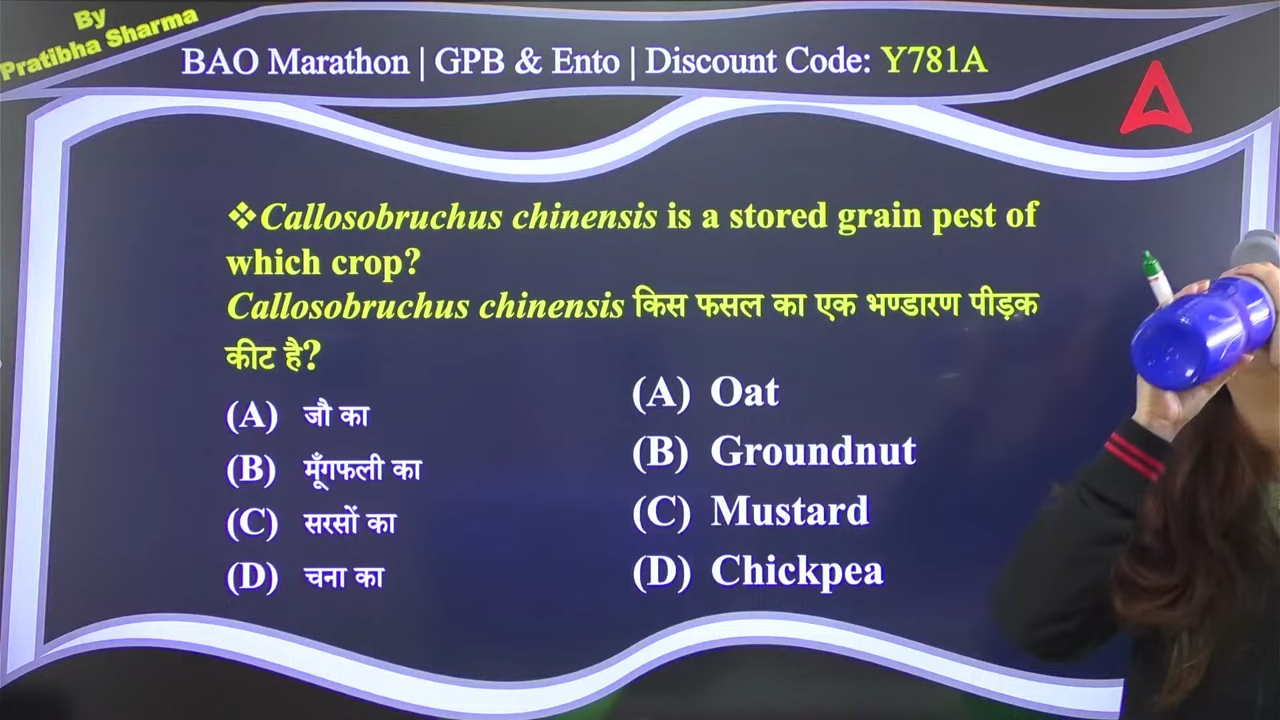 By
Pratibha Sharma
BAO Marathon | GPB & Ento | Discount Code: Y781A
❖Callosobruchus chinensis is a stored grain pest of
which crop?
Callosobruchus chinensis किस फसल का एक भण्डारण पीड़क
कीट है?
(A) जौ का
(B) मूँगफली का
(C) सरसों का
(D) चना का
(A) Oat
(B) Groundnut
(C) Mustard
(D) Chickpea